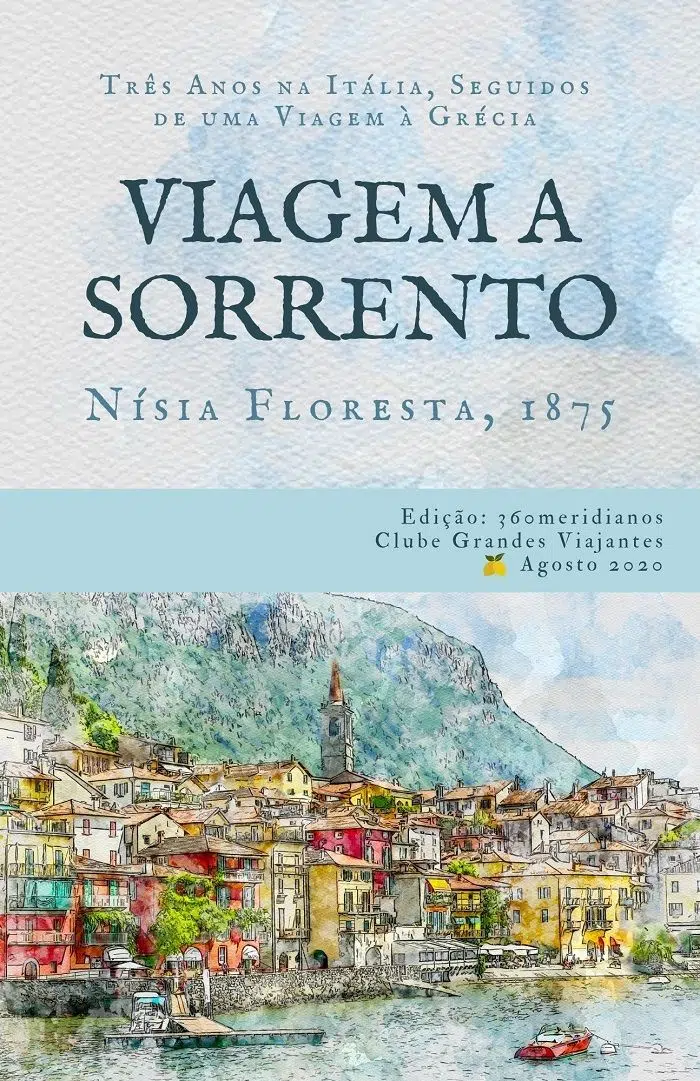 Três Anos na Itália, Seguidos
de uma Viagem à Grécia
VIAGEM A
SORRENTO
Nísia Floresta, 1875
Edição: 360meridianos
Clube Grandes Viajantes
Agosto 2020